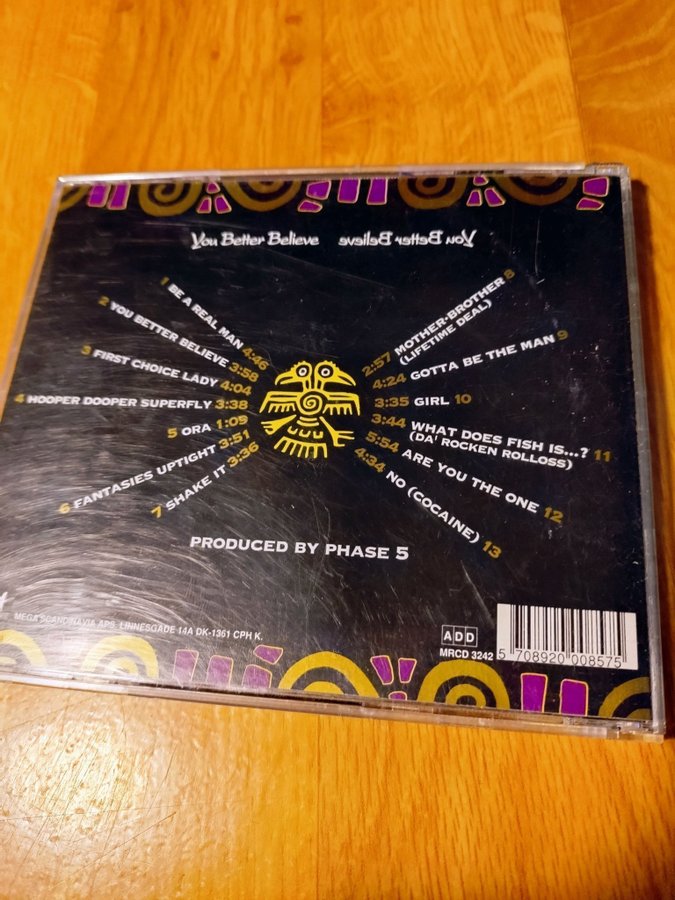 You Better Believe You Better Believe
1 BE A REAL MAN 4:46
2 YOU BETTER BELIEVE 3:58
3 FIRST CHOICE LADY 4:04
4 HOOPER DOOPER SUPERFLY 3:38
5 ORA 1:09
6 FANTASIES UPTIGHT 3:51
7 SHAKE IT 3:36
2:57 MOTHER-BROTHER 8
(LIFETIME DEAL)
4:24 GOTTA BE THE MAN 9
3:35 GIRL 10
3:44 WHAT DOES FISH IS...? 11
(DA' ROCKEN ROLLOSS)
5:54 ARE YOU THE ONE 12
4:34 NO (COCAINE) 13
PRODUCED BY PHASE 5
MEGA SCANDINAVIA APS. LINNESGADE 14A DK-1361 CPH K.
ADD
MRCD 3242
5 708920 008575